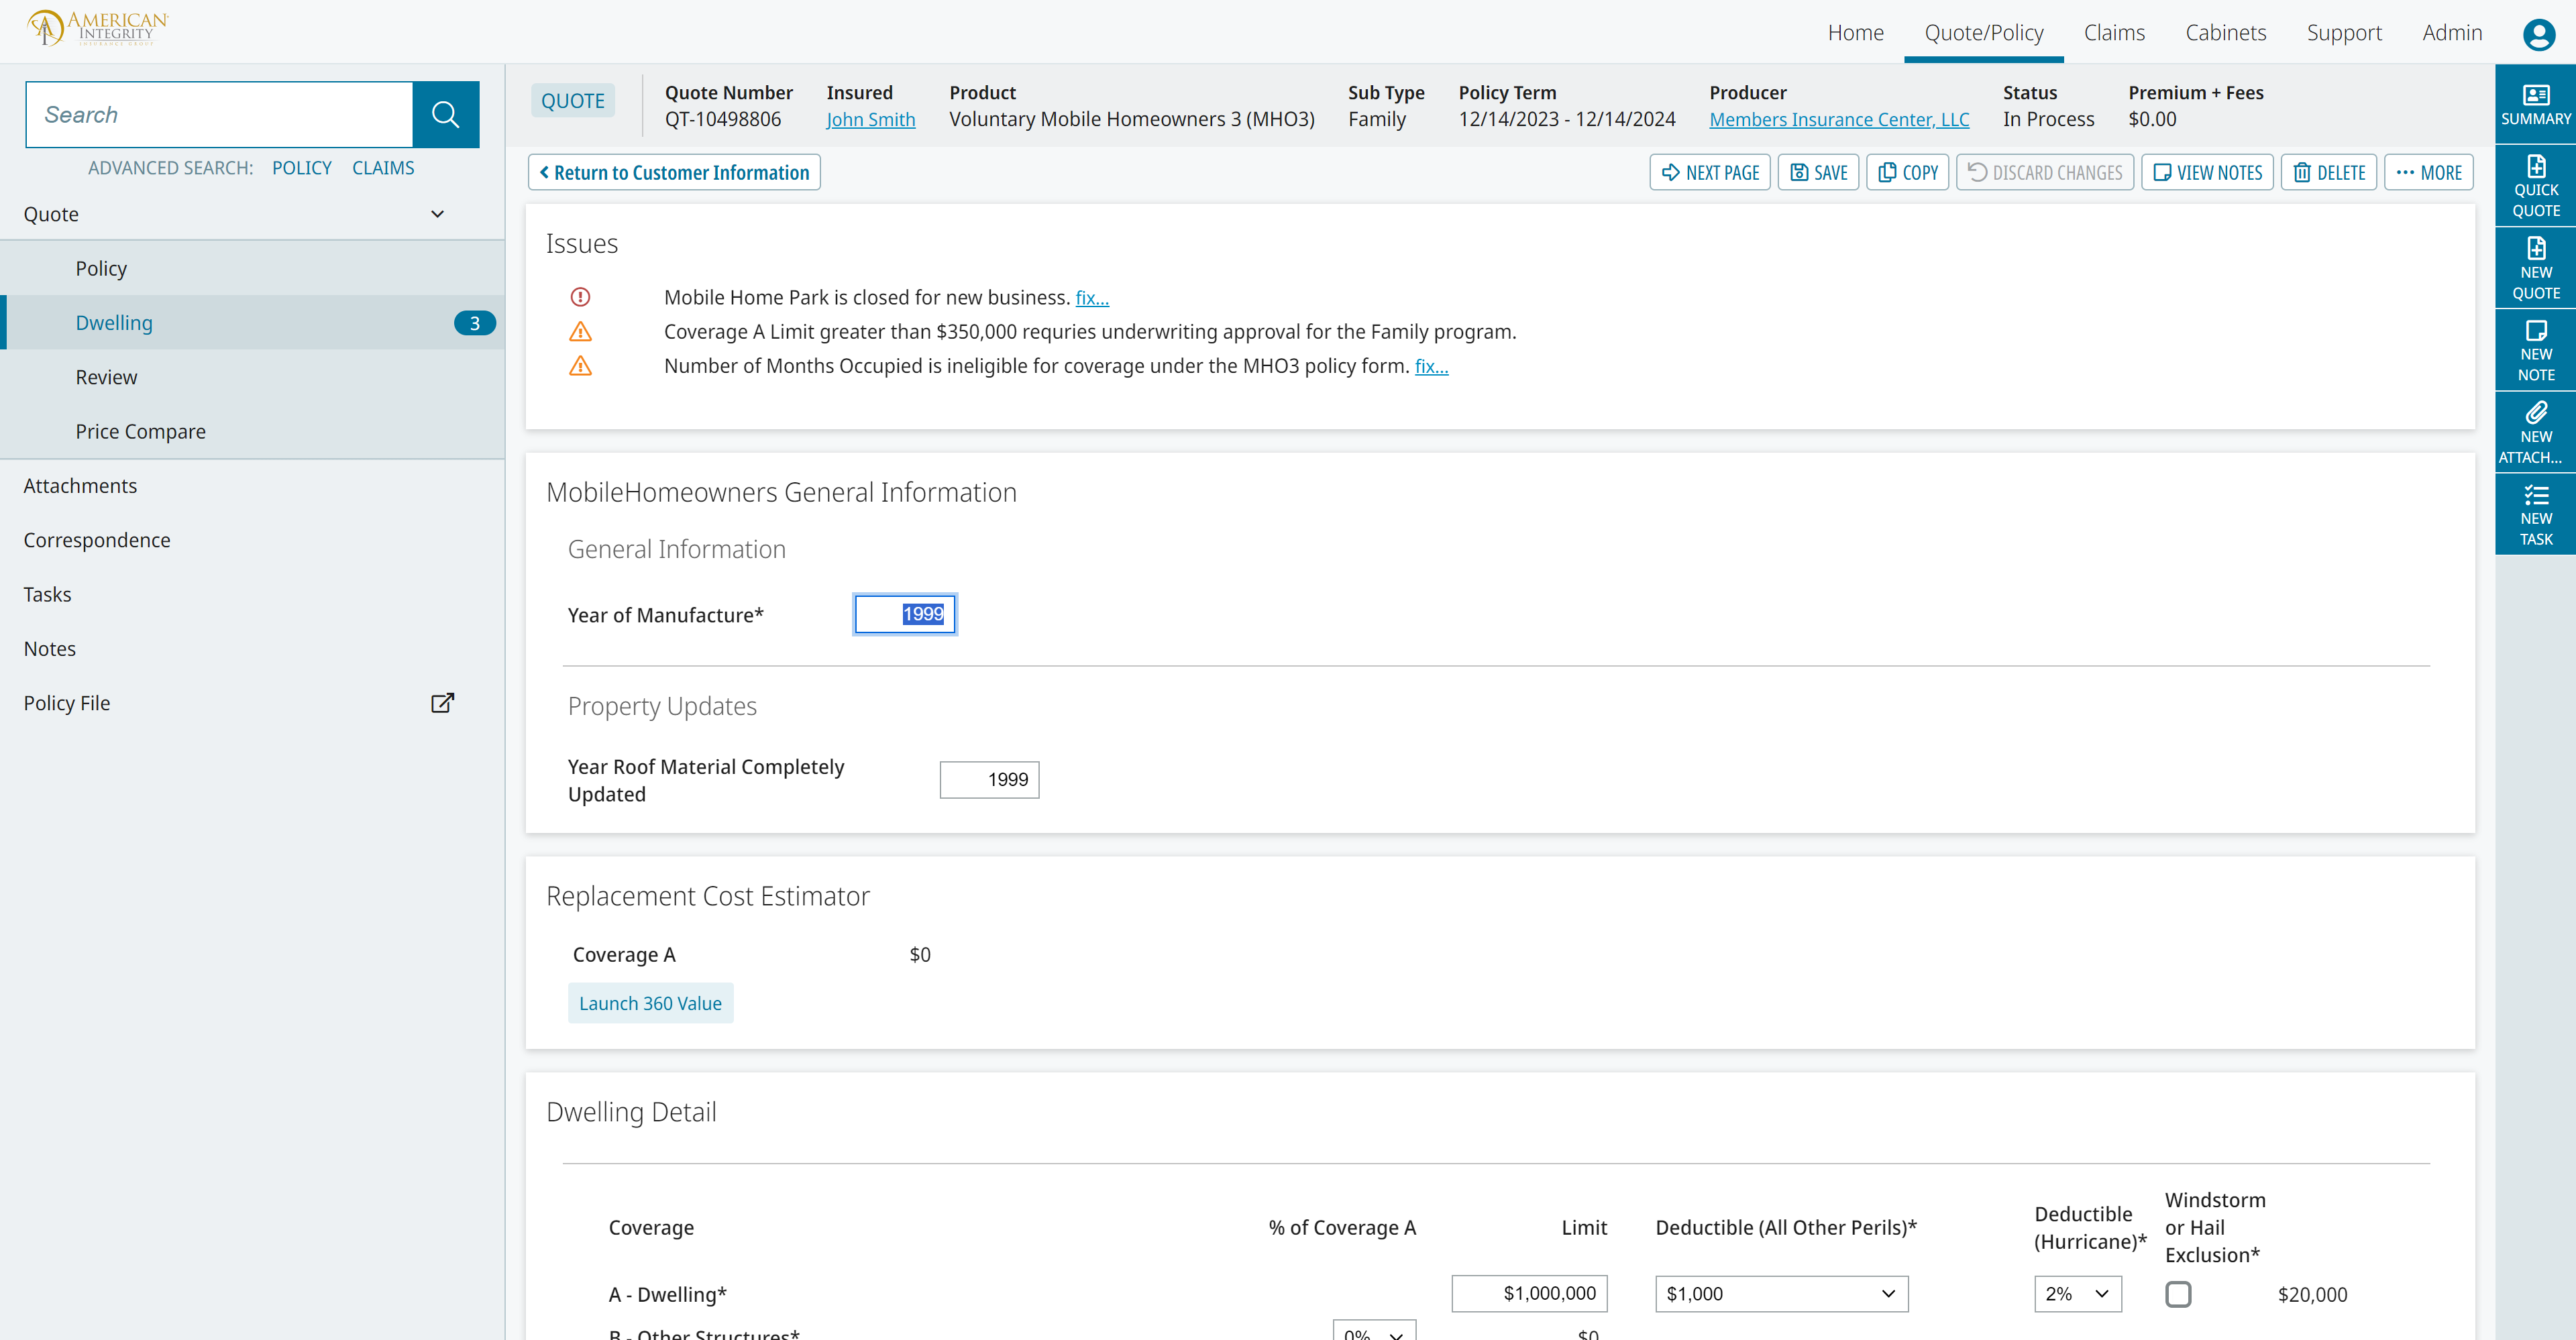 AMERICAN
INTEGRITY
INSURANCE GROUP
Home
Quote/Policy
Claims
Cabinets
Support
Admin
Search
ADVANCED SEARCH: POLICY CLAIMS
Quote
Policy
Dwelling 3
Review
Price Compare
Attachments
Correspondence
Tasks
Notes
Policy File
QUOTE
Quote Number
QT-10498806
Insured
John Smith
Product
Voluntary Mobile Homeowners 3 (MHO3)
Sub Type
Family
Policy Term
12/14/2023 - 12/14/2024
Producer
Members Insurance Center, LLC
Status
In Process
Premium + Fees
$0.00
Return to Customer Information
NEXT PAGE
SAVE
COPY
DISCARD CHANGES
VIEW NOTES
DELETE
MORE
Issues
Mobile Home Park is closed for new business. fix...
Coverage A Limit greater than $350,000 requries underwriting approval for the Family program.
Number of Months Occupied is ineligible for coverage under the MHO3 policy form. fix...
MobileHomeowners General Information
General Information
Year of Manufacture* 1999
Property Updates
Year Roof Material Completely
Updated
1999
Replacement Cost Estimator
Coverage A $0
Launch 360 Value
Dwelling Detail
Coverage
% of Coverage A
Limit
Deductible (All Other Perils)*
Deductible
(Hurricane)*
Windstorm
or Hail
Exclusion*
A - Dwelling* $1,000,000 $1,000 2% $20,000
B - Other Structures* 0% $0
SUMMARY
QUICK
QUOTE
NEW
QUOTE
NEW
NOTE
NEW
ATTACH...
NEW
TASK